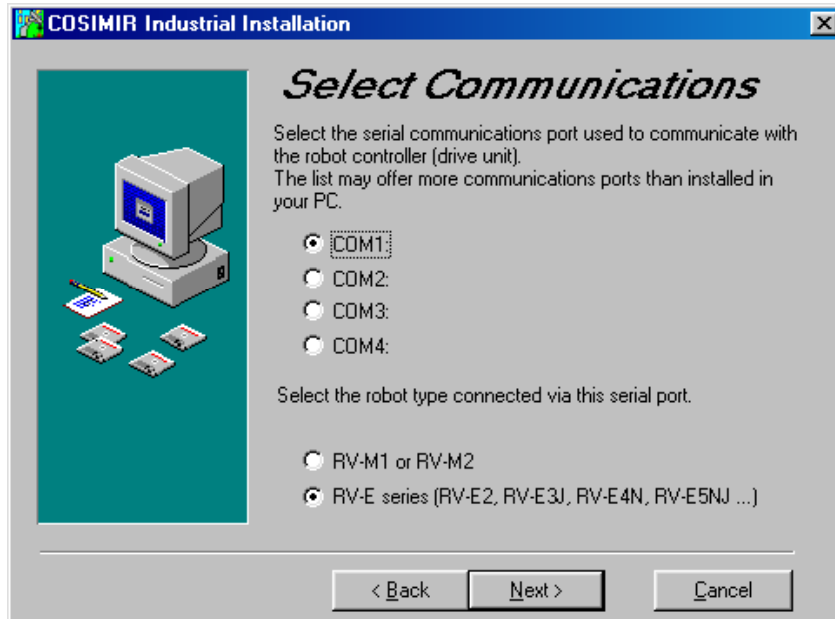 COSIMIR Industrial Installation
Select Communications
Select the serial communications port used to communicate with
the robot controller (drive unit).
The list may offer more communications ports than installed in
your PC.
COM1:
COM2:
COM3:
COM4:
Select the robot type connected via this serial port.
RV-M1 or RV-M2
RV-E series (RV-E2, RV-E3J, RV-E4N, RV-E5NJ ...)
< Back Next > Cancel